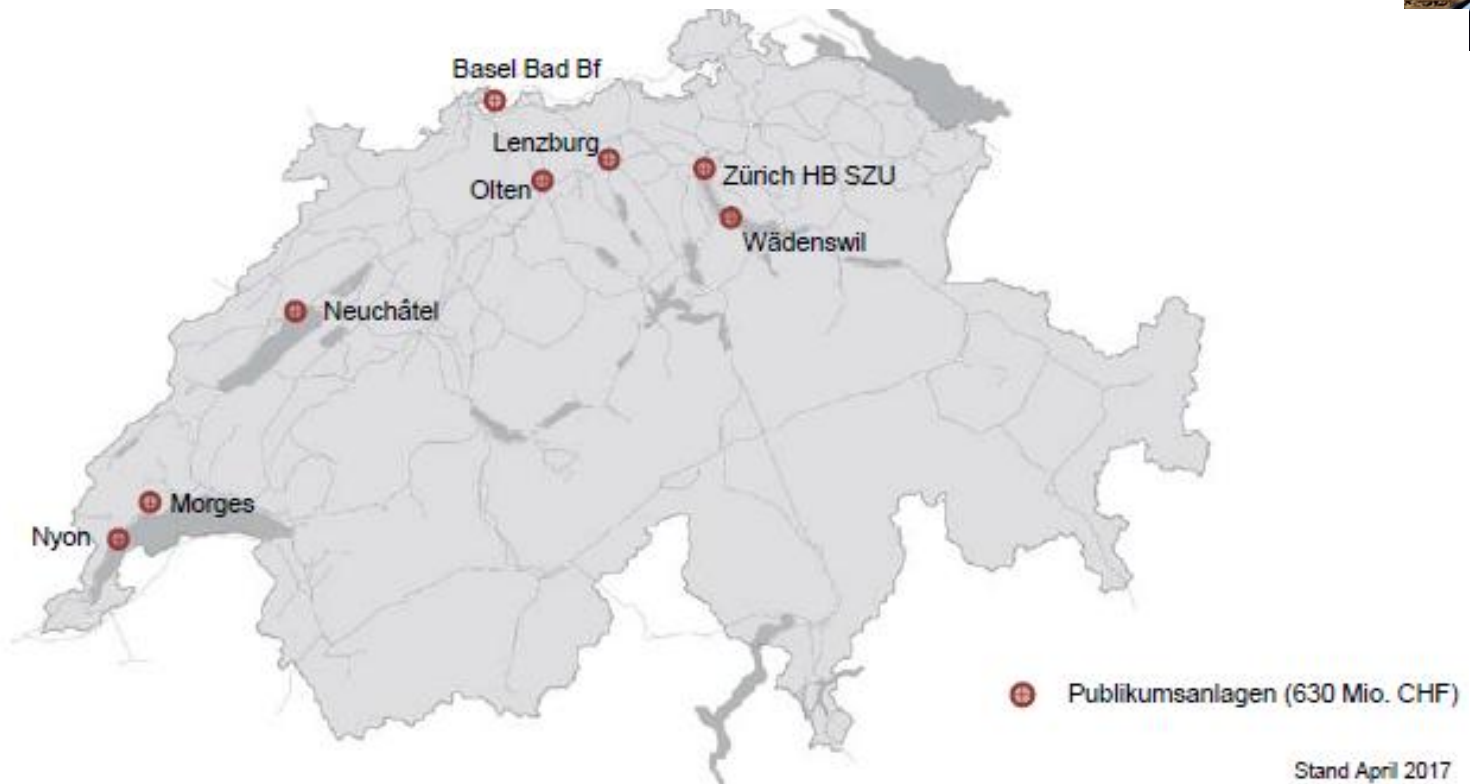 Basel Bad Bf
Lenzburg
Olten
Zürich HB SZU
Wädenswil
Neuchâtel
Morges
Nyon
Publikumsanlagen (630 Mio. CHF)
Stand April 2017